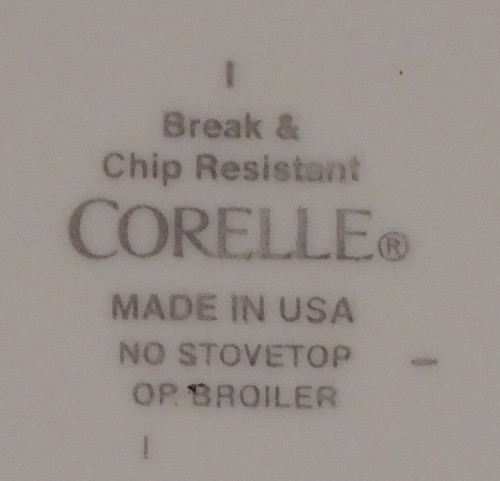 Break &
Chip Resistant
CORELLE®
MADE IN USA
NO STOVETOP
OR BROILER